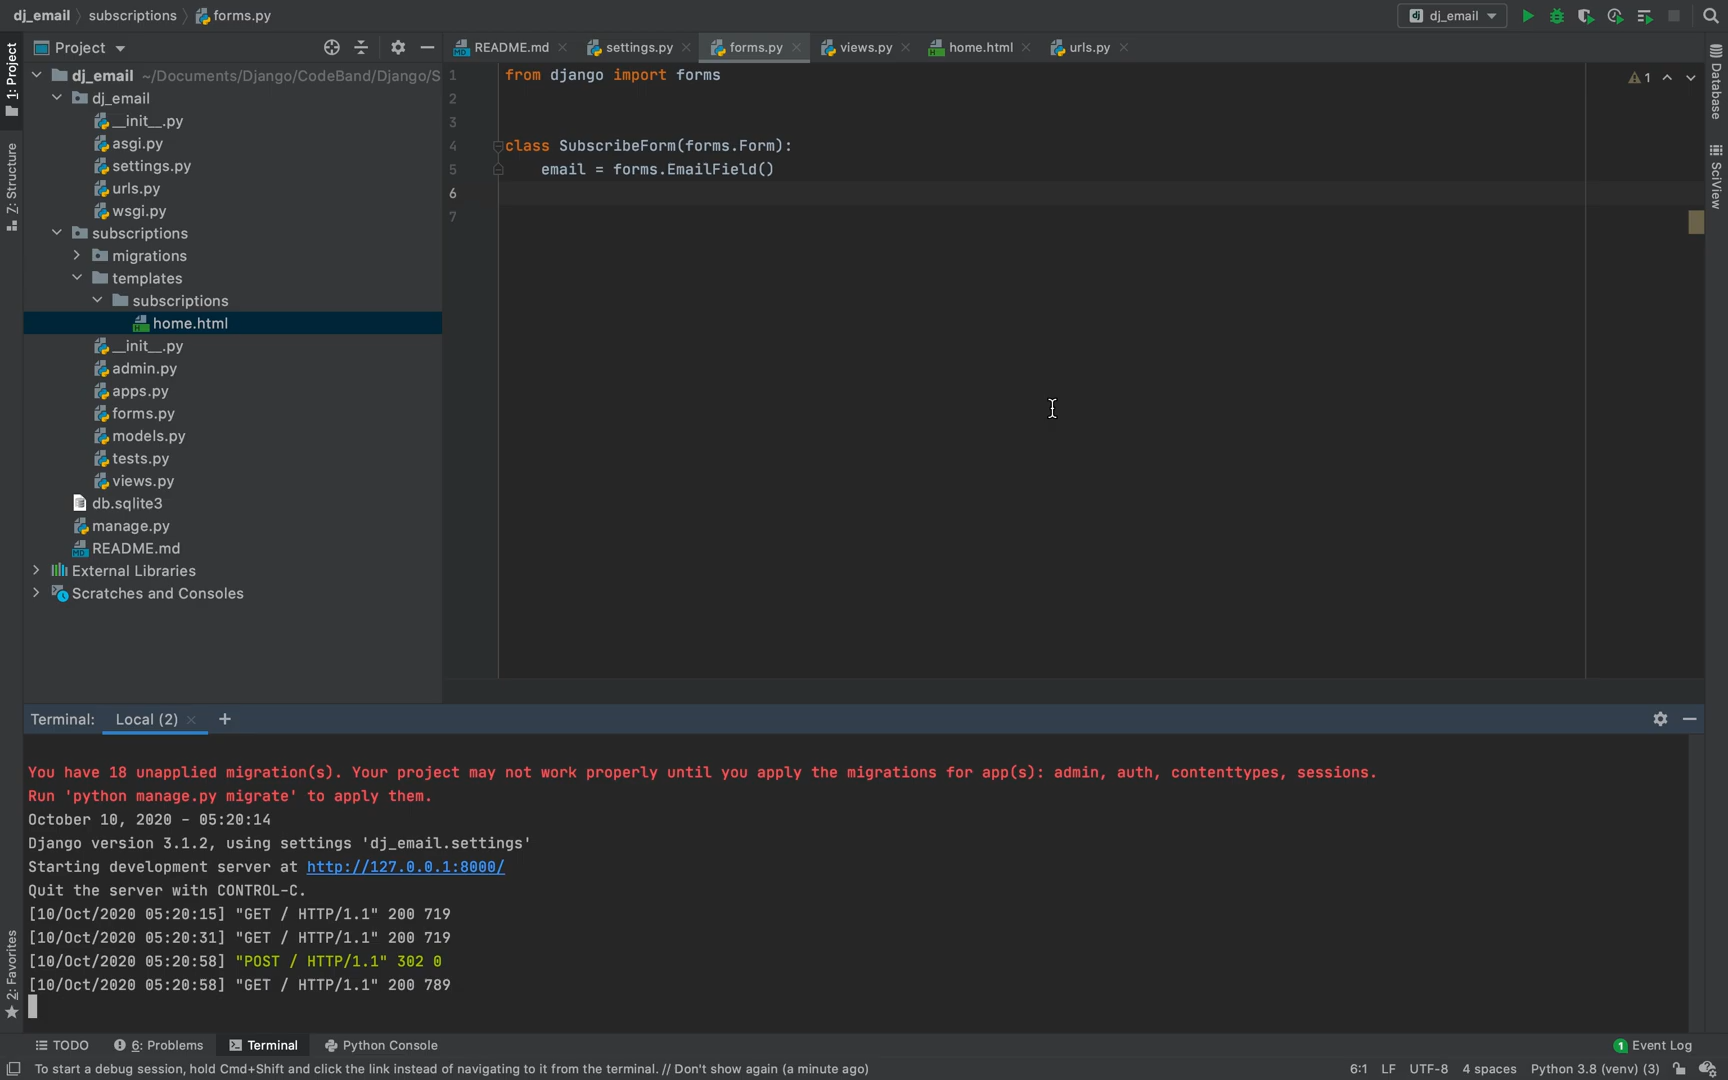 dj_email subscriptions forms.py
dj_email
Project
README.md settings.py forms.py views.py home.html urls.py
1: Project
Z: Structure
2: Favorites
Database
SciView
dj_email ~/Documents/Django/CodeBand/Django/S
dj_email
__init__.py
asgi.py
settings.py
urls.py
wsgi.py
subscriptions
migrations
templates
subscriptions
home.html
__init__.py
admin.py
apps.py
forms.py
models.py
tests.py
views.py
db.sqlite3
manage.py
README.md
External Libraries
Scratches and Consoles
1 from django import forms
2
3
4 class SubscribeForm(forms.Form):
5 email = forms.EmailField()
6
7
1
Terminal: Local (2) +
You have 18 unapplied migration(s). Your project may not work properly until you apply the migrations for app(s): admin, auth, contenttypes, sessions.
Run 'python manage.py migrate' to apply them.
October 10, 2020 - 05:20:14
Django version 3.1.2, using settings 'dj_email.settings'
Starting development server at http://127.0.0.1:8000/
Quit the server with CONTROL-C.
[10/Oct/2020 05:20:15] "GET / HTTP/1.1" 200 719
[10/Oct/2020 05:20:31] "GET / HTTP/1.1" 200 719
[10/Oct/2020 05:20:58] "POST / HTTP/1.1" 302 0
[10/Oct/2020 05:20:58] "GET / HTTP/1.1" 200 789
TODO 6: Problems Terminal Python Console 1 Event Log
To start a debug session, hold Cmd+Shift and click the link instead of navigating to it from the terminal. // Don't show again (a minute ago) 6:1 LF UTF-8 4 spaces Python 3.8 (venv) (3)